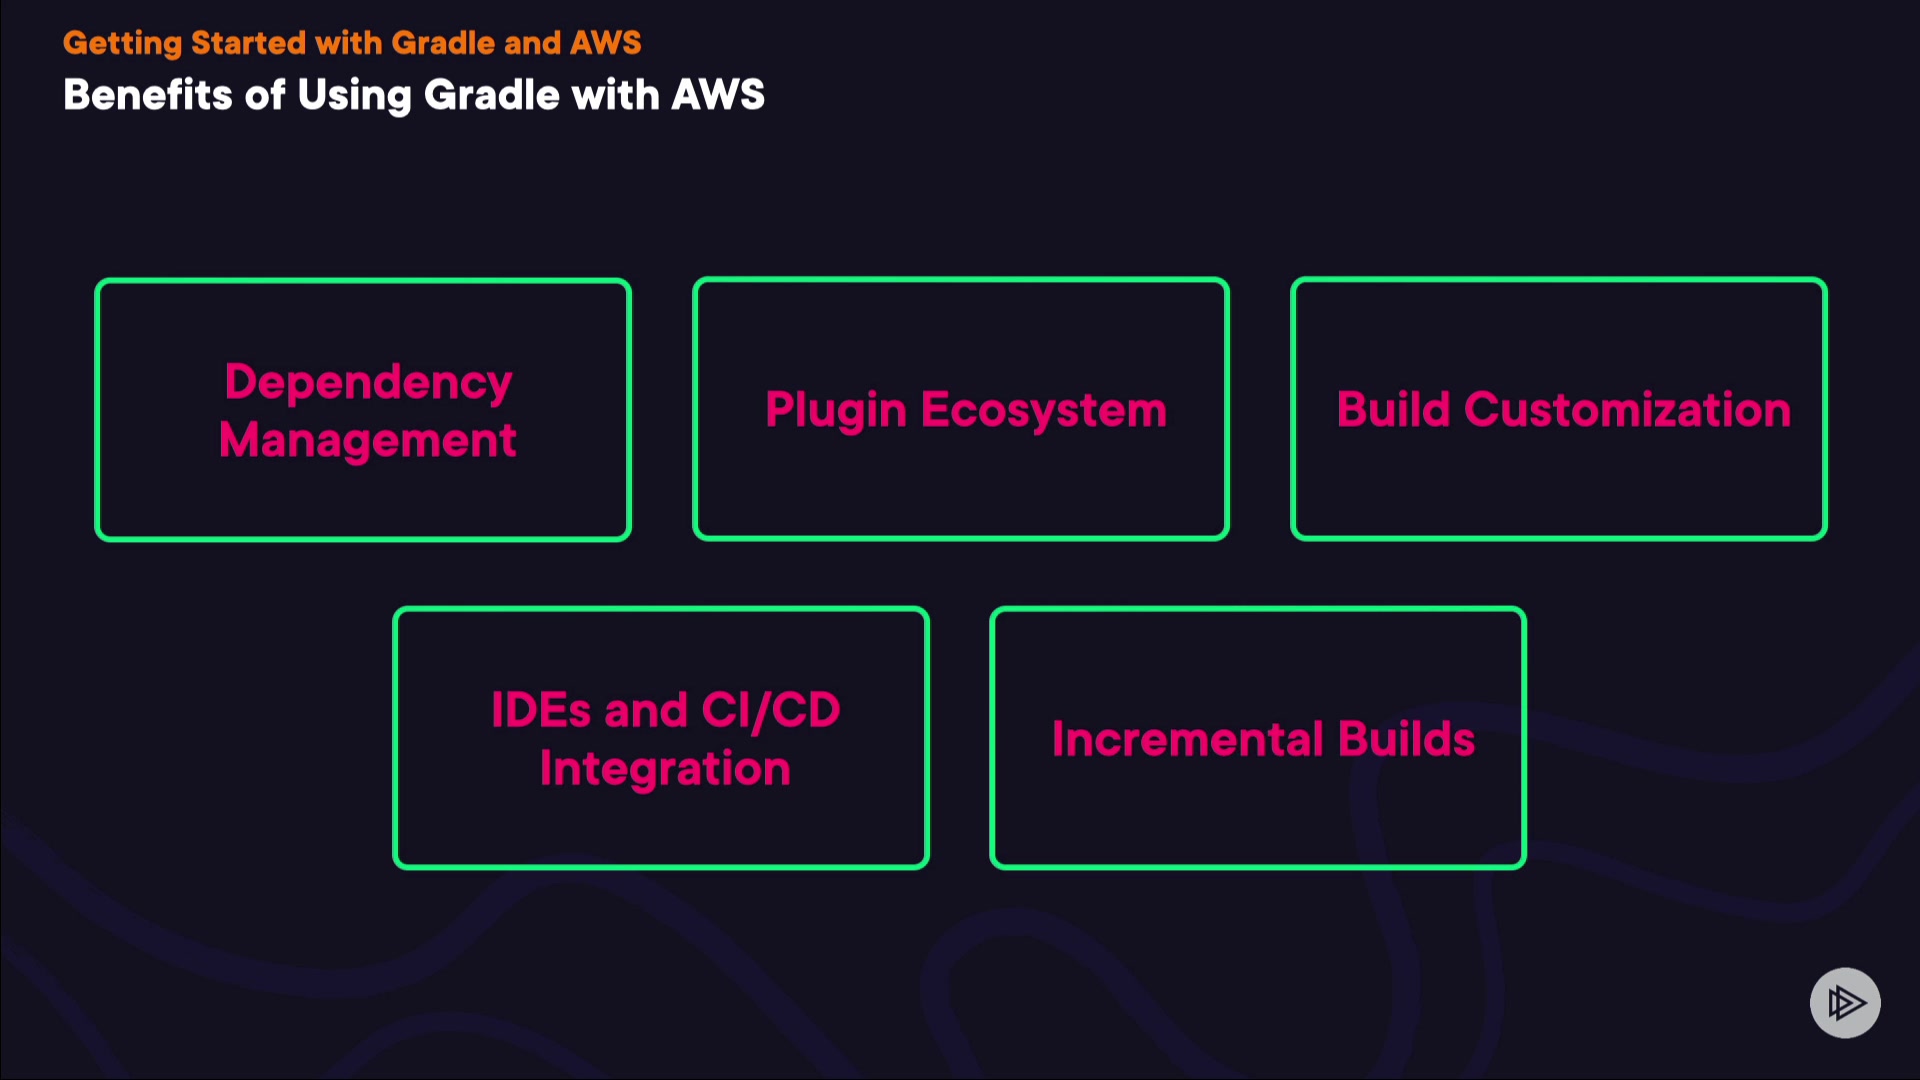 Getting Started with Gradle and AWS
Benefits of Using Gradle with AWS
Dependency
Management
Plugin Ecosystem
Build Customization
IDEs and CI/CD
Integration
Incremental Builds